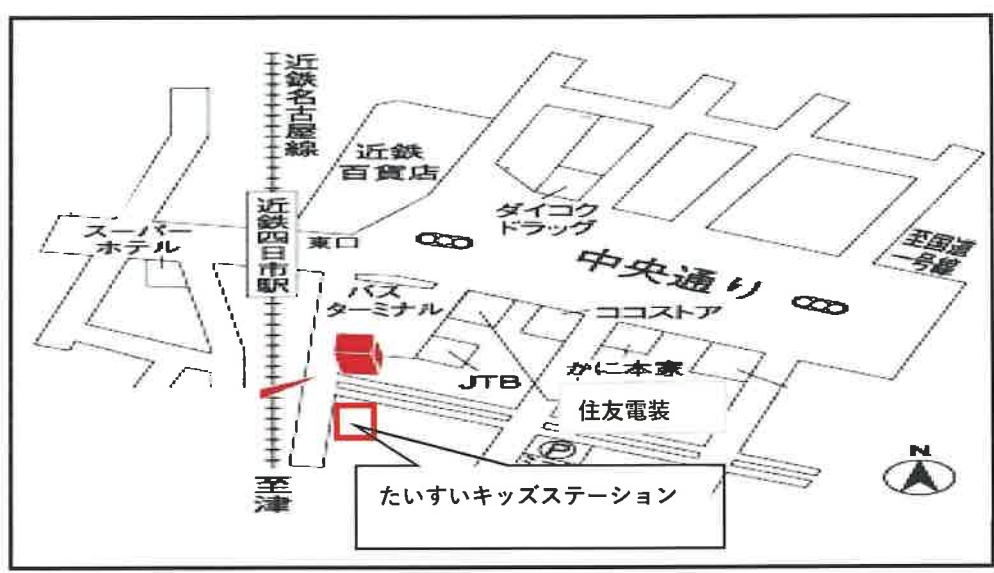 近鉄名古屋線
近鉄
百貨店
ダイコク
ドラッグ
スーパー
ホテル
近鉄四日市駅
東口
中央通り
至国道
一号線
バス
ターミナル
ココストア
JTB
かに本家
住友電装
P
N
至津
たいすいキッズステーション